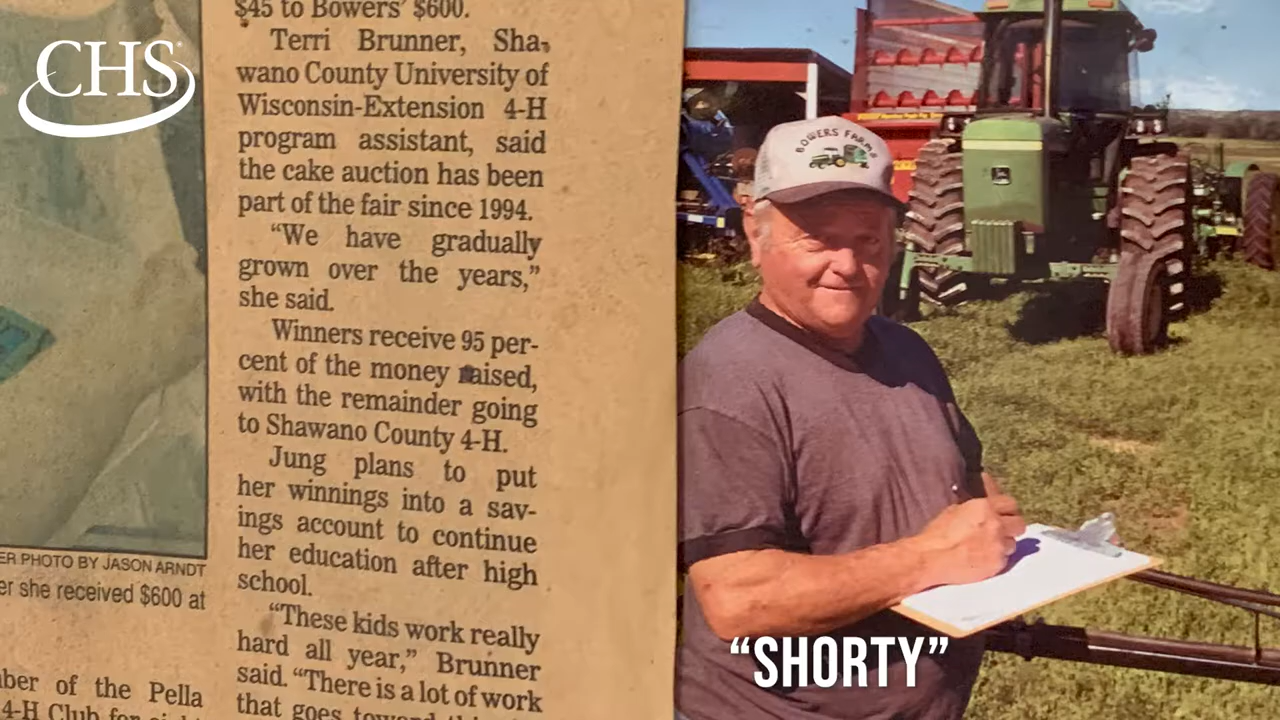 CHS
$45 to Bowers' $600.
Terri Brunner, Sha-
wano County University of
Wisconsin-Extension 4-H
program assistant, said
the cake auction has been
part of the fair since 1994.
"We have gradually
grown over the years,"
she said.
Winners receive 95 per-
cent of the money raised,
with the remainder going
to Shawano County 4-H.
Jung plans to put
her winnings into a sav-
ings account to continue
her education after high
school.
"These kids work really
hard all year," Brunner
said. "There is a lot of work
that goes
ER PHOTO BY JASON ARNDT
er she received $600 at
ber of the Pella
4-H Club for
BOWERS FARMS
"SHORTY"